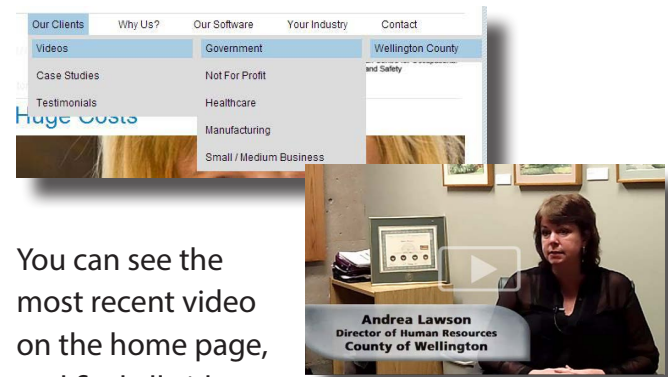 Our Clients Why Us? Our Software Your Industry Contact
Videos Government Wellington County
and Safety
Case Studies Not For Profit
Testimonials Healthcare
Huge Costs
Manufacturing
Small / Medium Business
You can see the
most recent video
on the home page,
Andrea Lawson
Director of Human Resources
County of Wellington